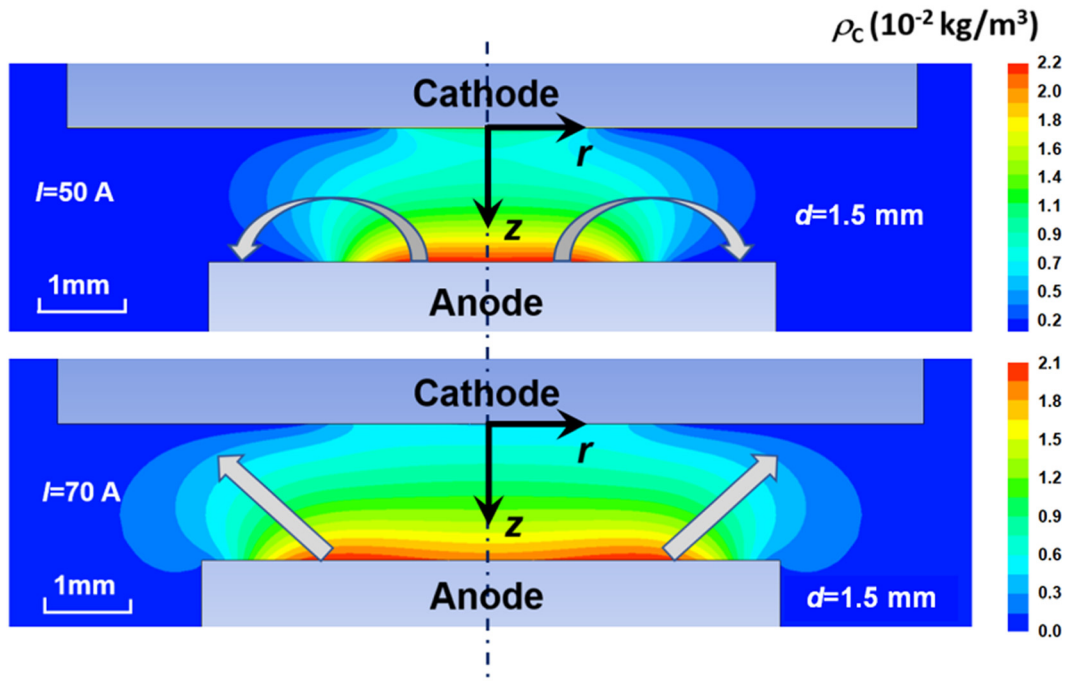 ρC (10-2 kg/m3)
Cathode
r
I=50 A
d=1.5 mm
z
1mm
Anode
2.2
2.0
1.8
1.6
1.4
1.1
0.9
0.7
0.5
0.2
Cathode
r
I=70 A
z
1mm
Anode
d=1.5 mm
2.1
1.8
1.5
1.2
0.9
0.6
0.3
0.0